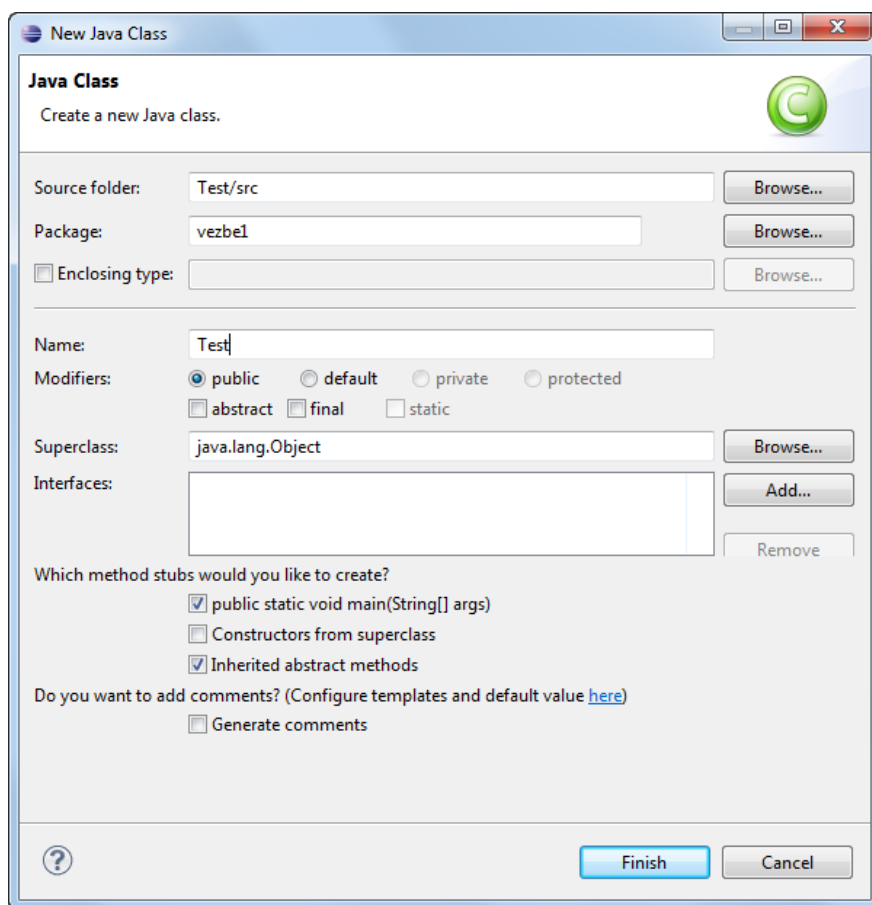 New Java Class
Java Class
Create a new Java class.
C
Source folder: Test/src Browse...
Package: vezbe1 Browse...
Enclosing type: Browse...
Name: Test
Modifiers: public default private protected
abstract final static
Superclass: java.lang.Object Browse...
Interfaces: Add...
Remove
Which method stubs would you like to create?
public static void main(String[] args)
Constructors from superclass
Inherited abstract methods
Do you want to add comments? (Configure templates and default value here)
Generate comments
? Finish Cancel